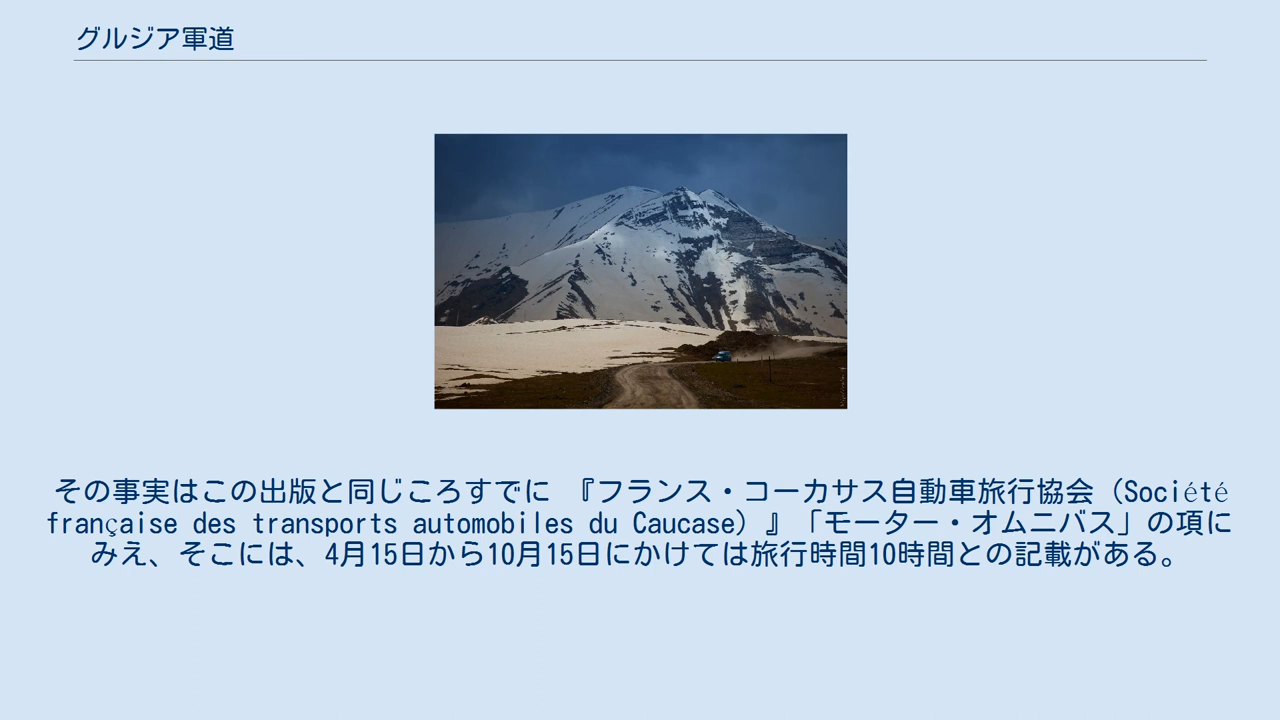 グルジア軍道
その事実はこの出版と同じころすでに 『フランス・コーカサス自動車旅行協会（Société
française des transports automobiles du Caucase）』「モーター・オムニバス」の項に
みえ、そこには、4月15日から10月15日にかけては旅行時間10時間との記載がある。